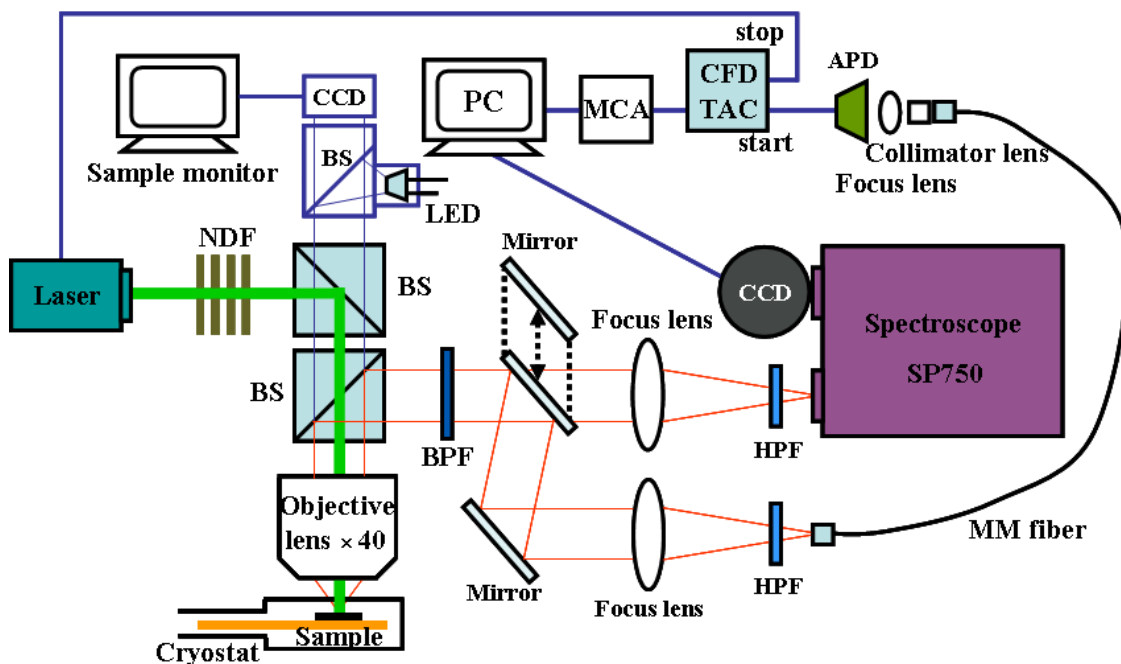 stop
APD
CCD
PC
MCA
CFD
TAC
start
BS
Sample monitor
Collimator lens
Focus lens
LED
NDF
Mirror
Laser
BS
CCD
Focus lens
Spectroscope
SP750
BS
BPF
HPF
Objective
lens × 40
MM fiber
Mirror
Focus lens
HPF
Sample
Cryostat